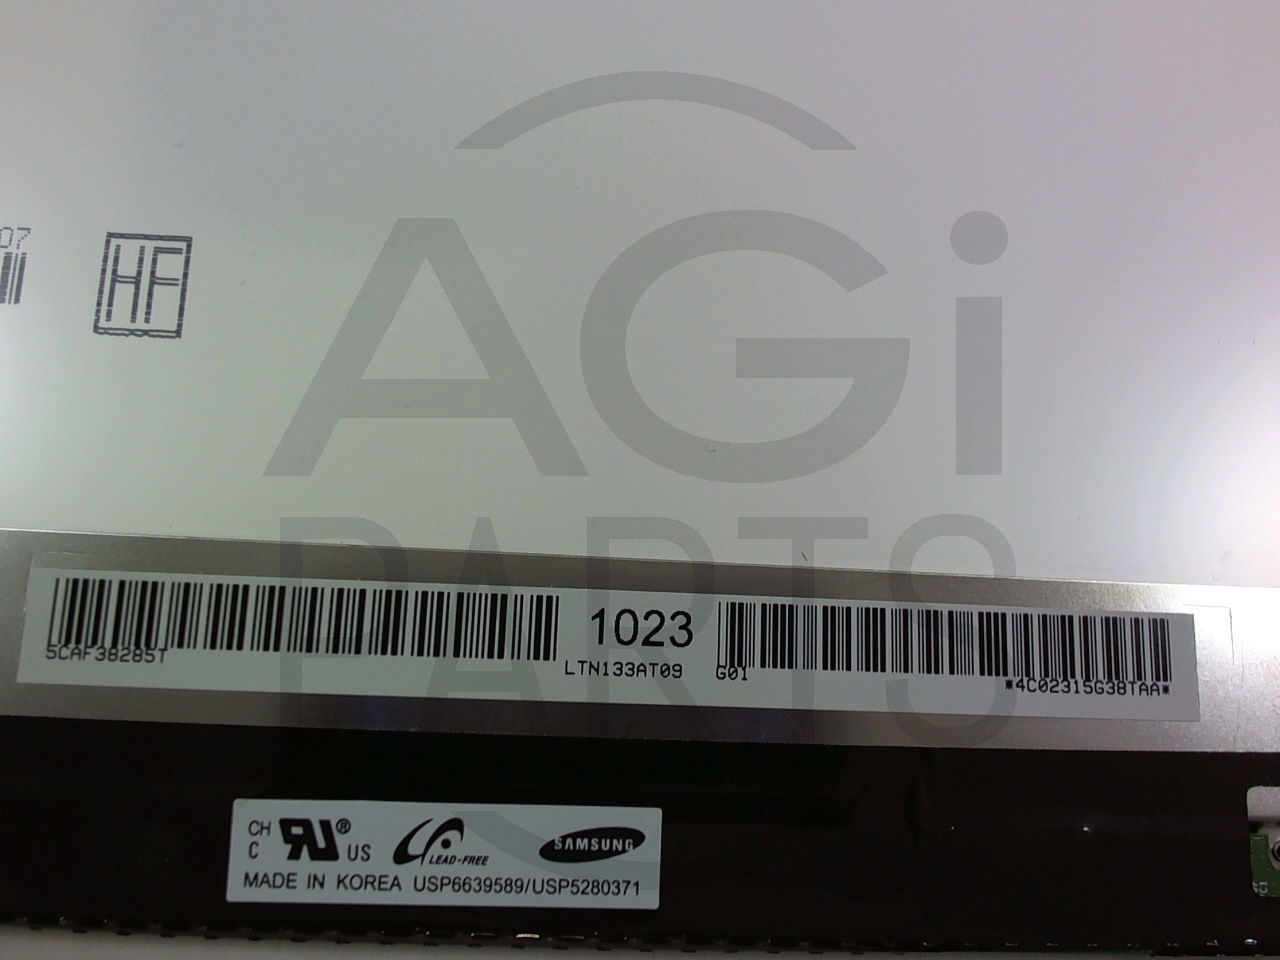 AGi
PARTS
07
HF
1023
5CAF38285T
LTN133AT09 G01
*4C02315G38TAA*
CH
C US
LEAD-FREE
SAMSUNG
MADE IN KOREA USP6639589/USP5280371